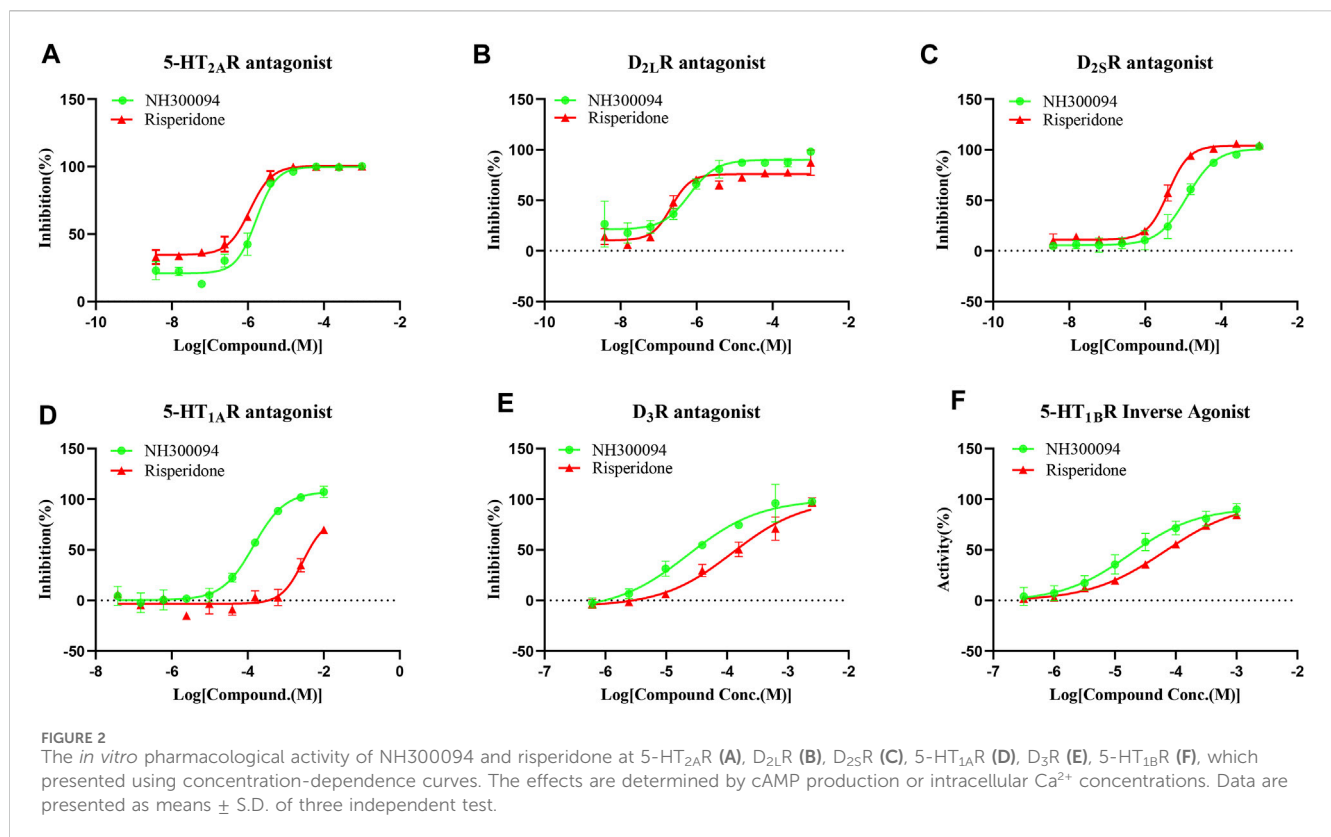 A
5-HT2AR antagonist
NH300094
Risperidone
150
100
50
0
Inhibition(%)
-10
-8
-6
-4
-2
Log[Compound.(M)]
B
D2LR antagonist
NH300094
Risperidone
150
100
50
0
-50
Inhibition(%)
-10
-8
-6
-4
-2
Log[Compound Conc.(M)]
C
D2SR antagonist
NH300094
Risperidone
150
100
50
0
-50
Inhibition(%)
-10
-8
-6
-4
-2
Log[Compound.(M)]
D
5-HT1AR antagonist
NH300094
Risperidone
150
100
50
0
-50
Inhibition(%)
-8
-6
-4
-2
0
Log[Compound.(M)]
E
D3R antagonist
NH300094
Risperidone
150
100
50
0
-50
Inhibition(%)
-7
-6
-5
-4
-3
-2
Log[Compound Conc.(M)]
F
5-HT1BR Inverse Agonist
NH300094
Risperidone
150
100
50
0
-50
Activity(%)
-7
-6
-5
-4
-3
-2
Log[Compound Conc.(M)]
FIGURE 2
The in vitro pharmacological activity of NH300094 and risperidone at 5-HT2AR (A), D2LR (B), D2SR (C), 5-HT1AR (D), D3R (E), 5-HT1BR (F), which
presented using concentration-dependence curves. The effects are determined by cAMP production or intracellular Ca2+ concentrations. Data are
presented as means ± S.D. of three independent test.